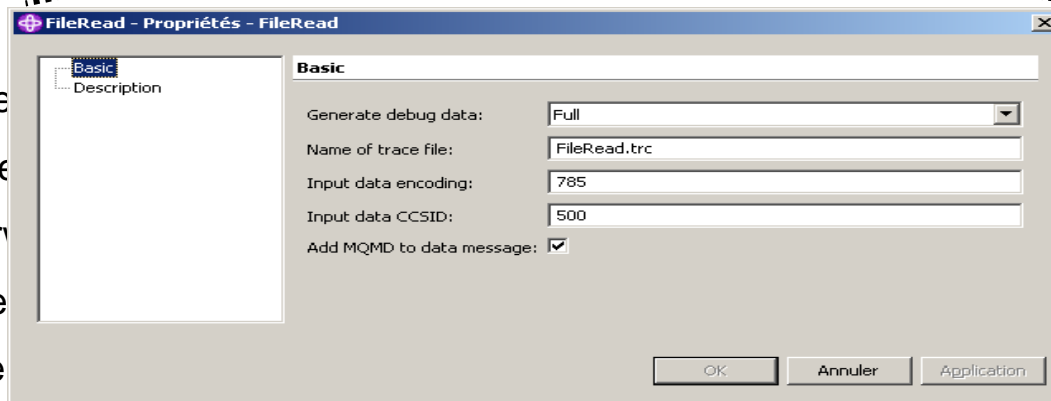 FileRead - Propriétés - FileRead
Basic
Description
Basic
Generate debug data: Full
Name of trace file: FileRead.trc
Input data encoding: 785
Input data CCSID: 500
Add MQMD to data message:
OK Annuler Application